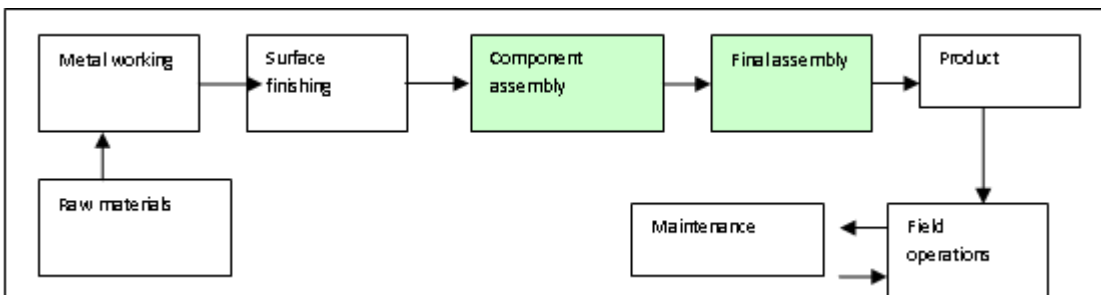 Metal working
Surface
finishing
Component
assembly
Final assembly
Product
Raw materials
Maintenance
Field
operations